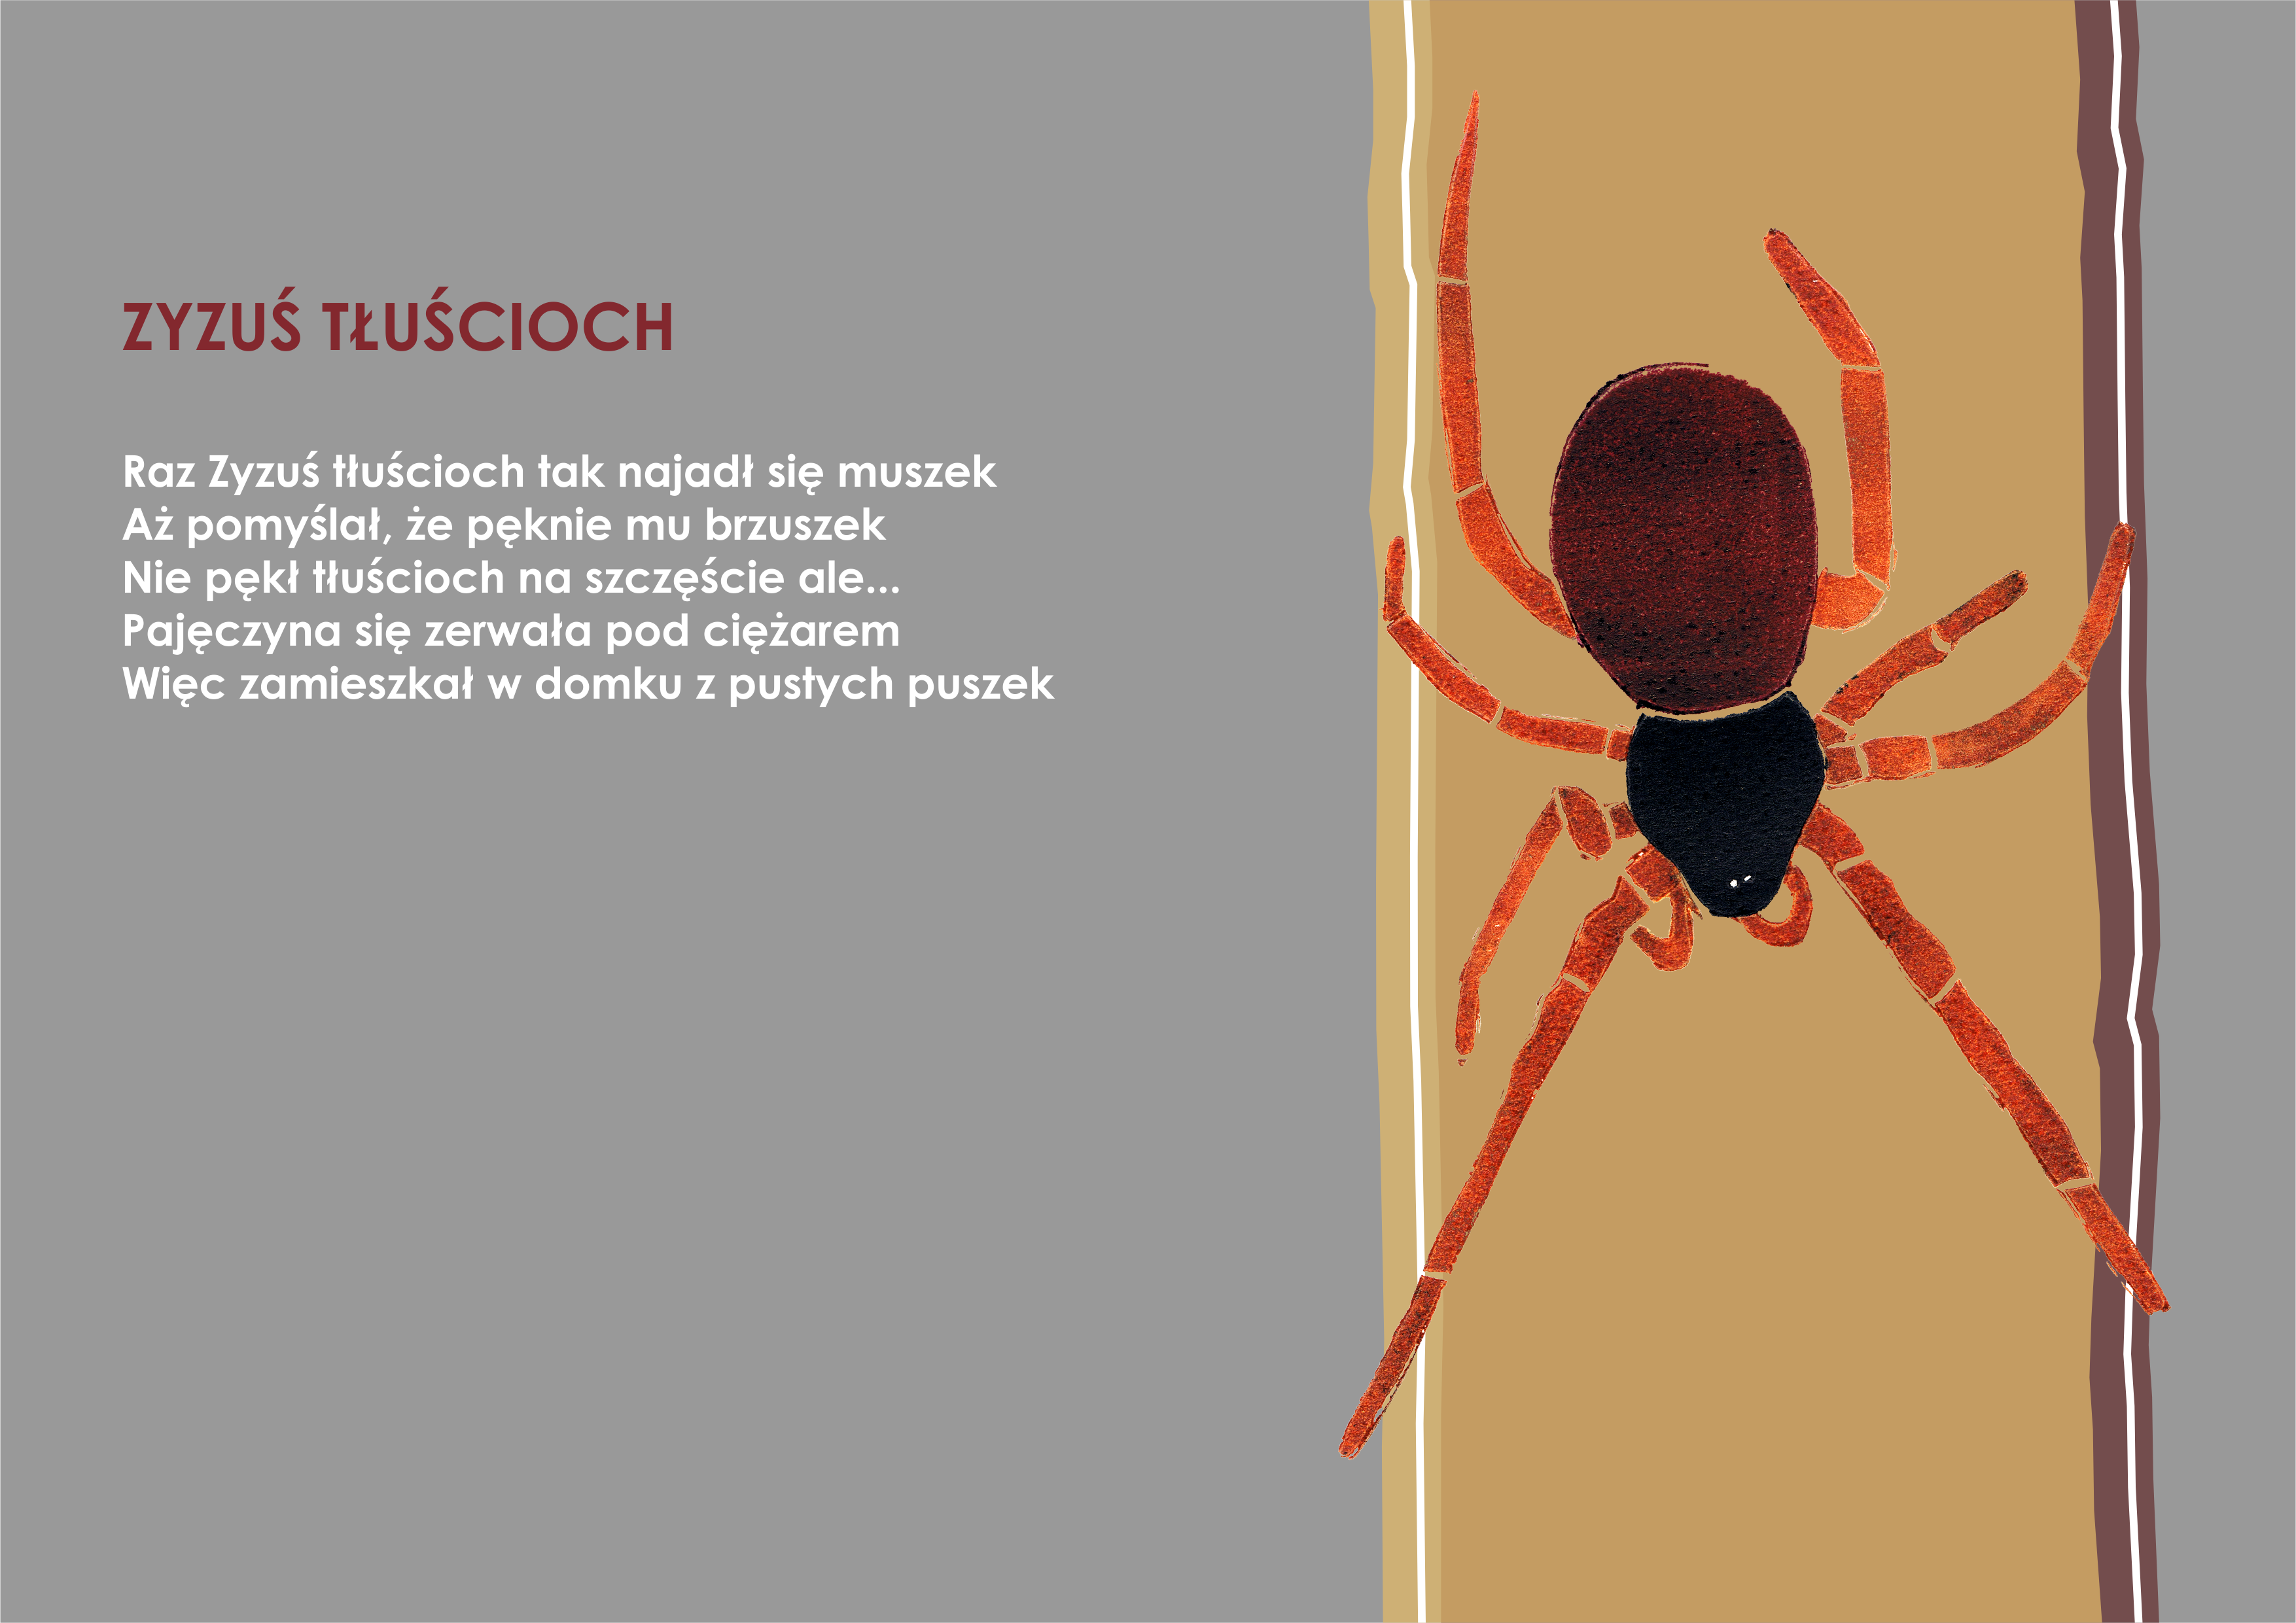 ZYZUŚ TŁUŚCIOCH
Raz Zyzuś tłuścioch tak najadł się muszek
Aż pomyślał, że pęknie mu brzuszek
Nie pękł tłuścioch na szczęście ale...
Pajęczyna się zerwała pod ciężarem
Więc zamieszkał w domku z pustych puszek